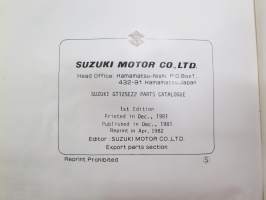 SUZUKI MOTOR CO.,LTD.
Head Office: Hamamatsu-Nishi P.O.Box1,
432-91 Hamamatsu Japan
SUZUKI GT125EZ2 PARTS CATALOGUE
1st Edition
Printed in Dec., 1981
Published in Dec., 1981
Reprint in Apr, 1982
Editor : SUZUKI MOTOR CO.,LTD.
Export parts section
Reprint Prohibited